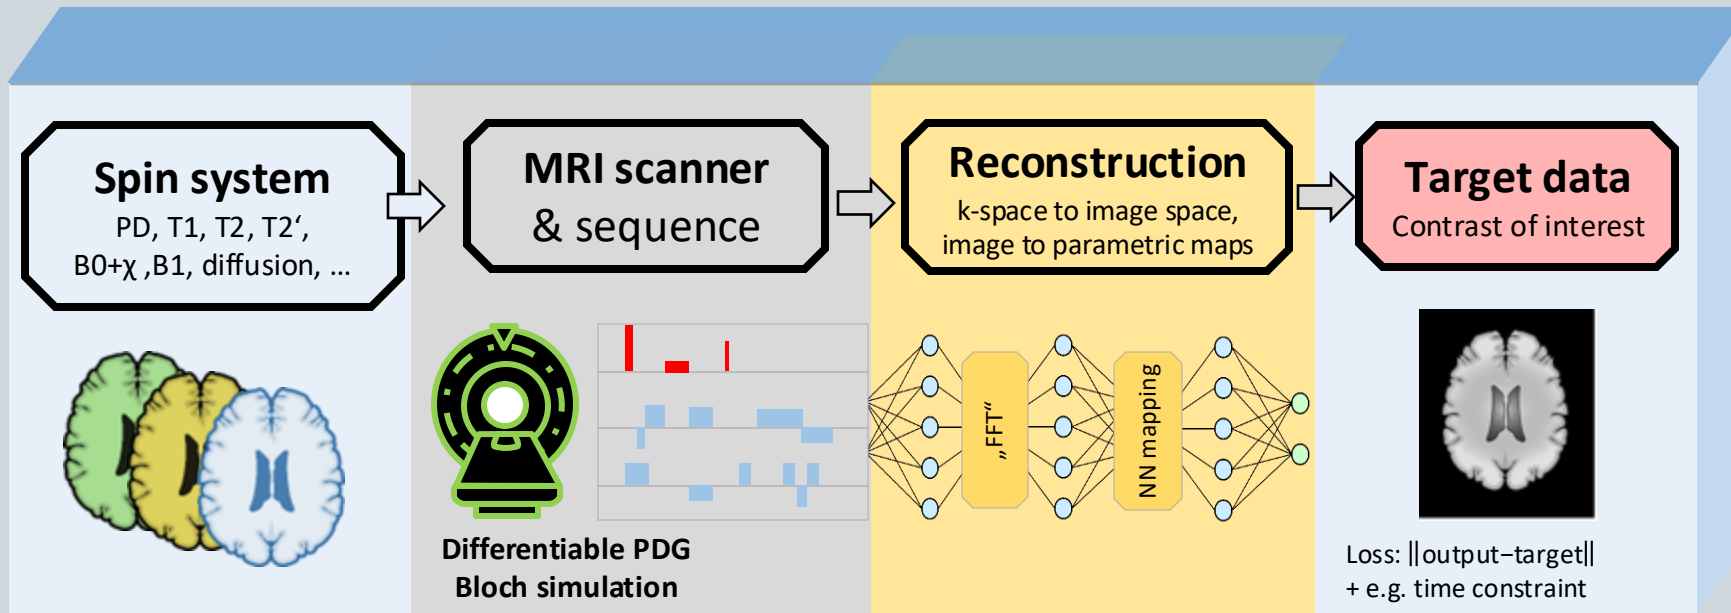 Spin system
PD, T1, T2, T2‘,
B0+χ ,B1, diffusion, ...
MRI scanner
& sequence
Reconstruction
k-space to image space,
image to parametric maps
Target data
Contrast of interest
„FFT“
NN mapping
Differentiable PDG
Bloch simulation
Loss: ||output−target||
+ e.g. time constraint